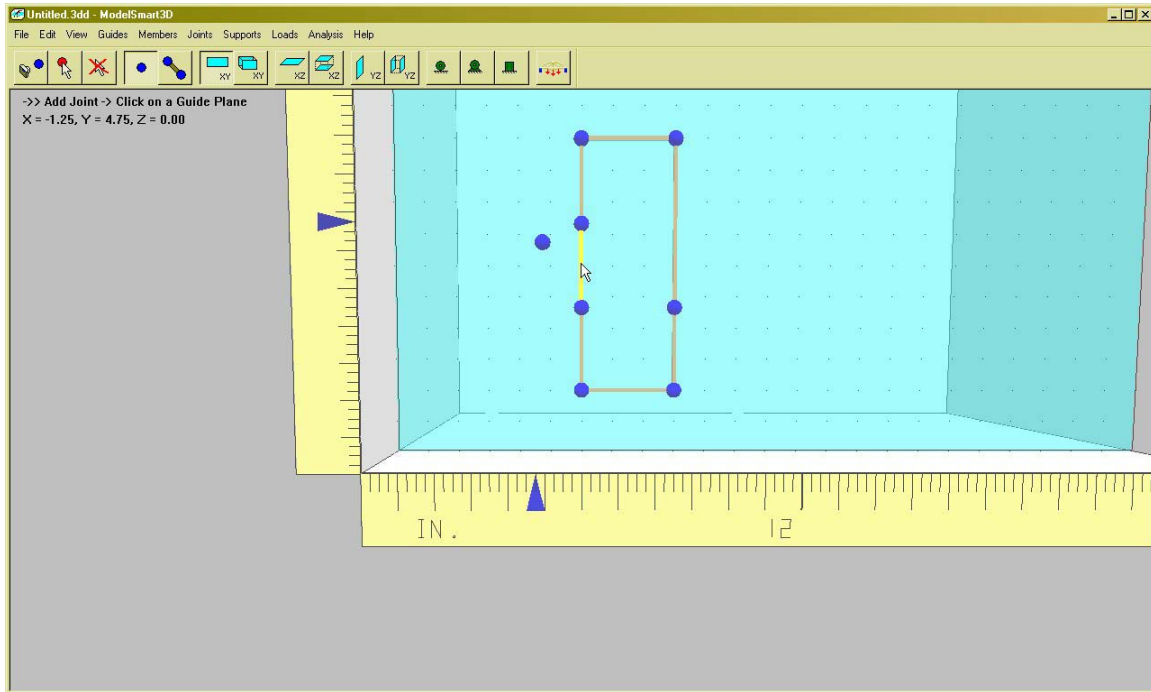 Untitled.3dd - ModelSmart3D
File Edit View Guides Members Joints Supports Loads Analysis Help
XY XY XZ XZ YZ YZ
->> Add Joint -> Click on a Guide Plane
X = -1.25, Y = 4.75, Z = 0.00
IN. 12